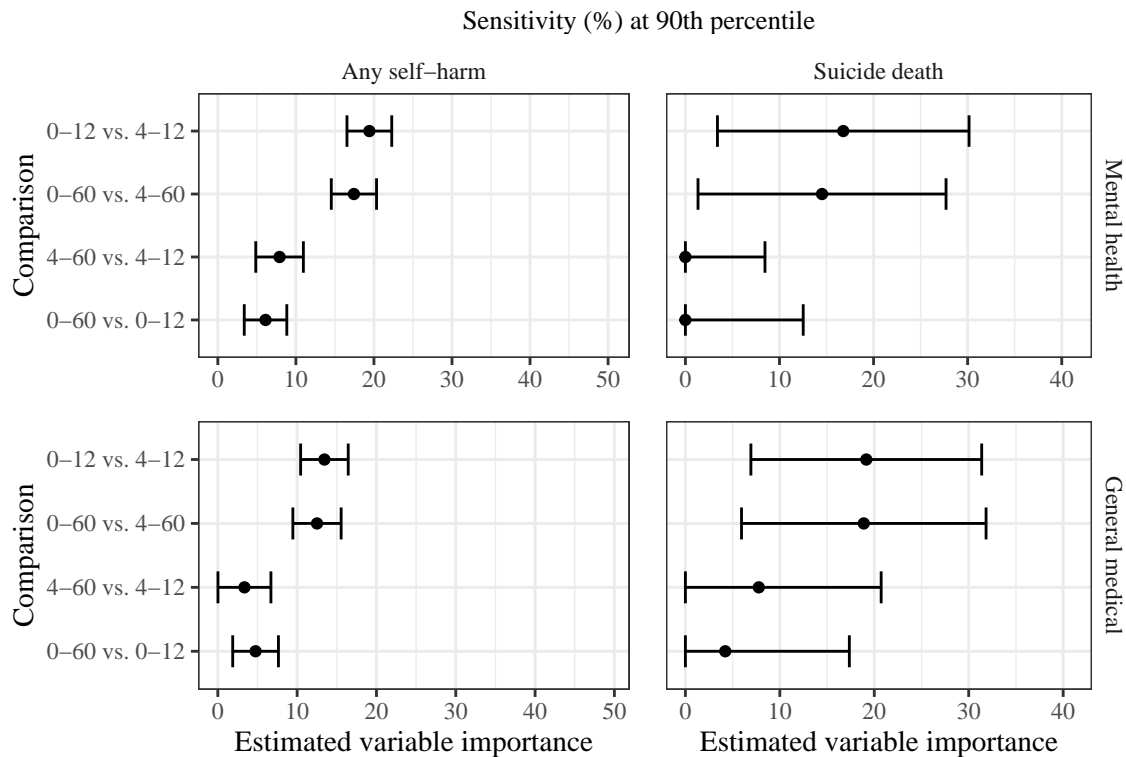 Sensitivity (%) at 90th percentile
Any self−harm
Suicide death
Comparison
0−12 vs. 4−12
0−60 vs. 4−60
4−60 vs. 4−12
0−60 vs. 0−12
Mental health
0 10 20 30 40 50
0 10 20 30 40
Comparison
0−12 vs. 4−12
0−60 vs. 4−60
4−60 vs. 4−12
0−60 vs. 0−12
General medical
0 10 20 30 40 50
0 10 20 30 40
Estimated variable importance
Estimated variable importance